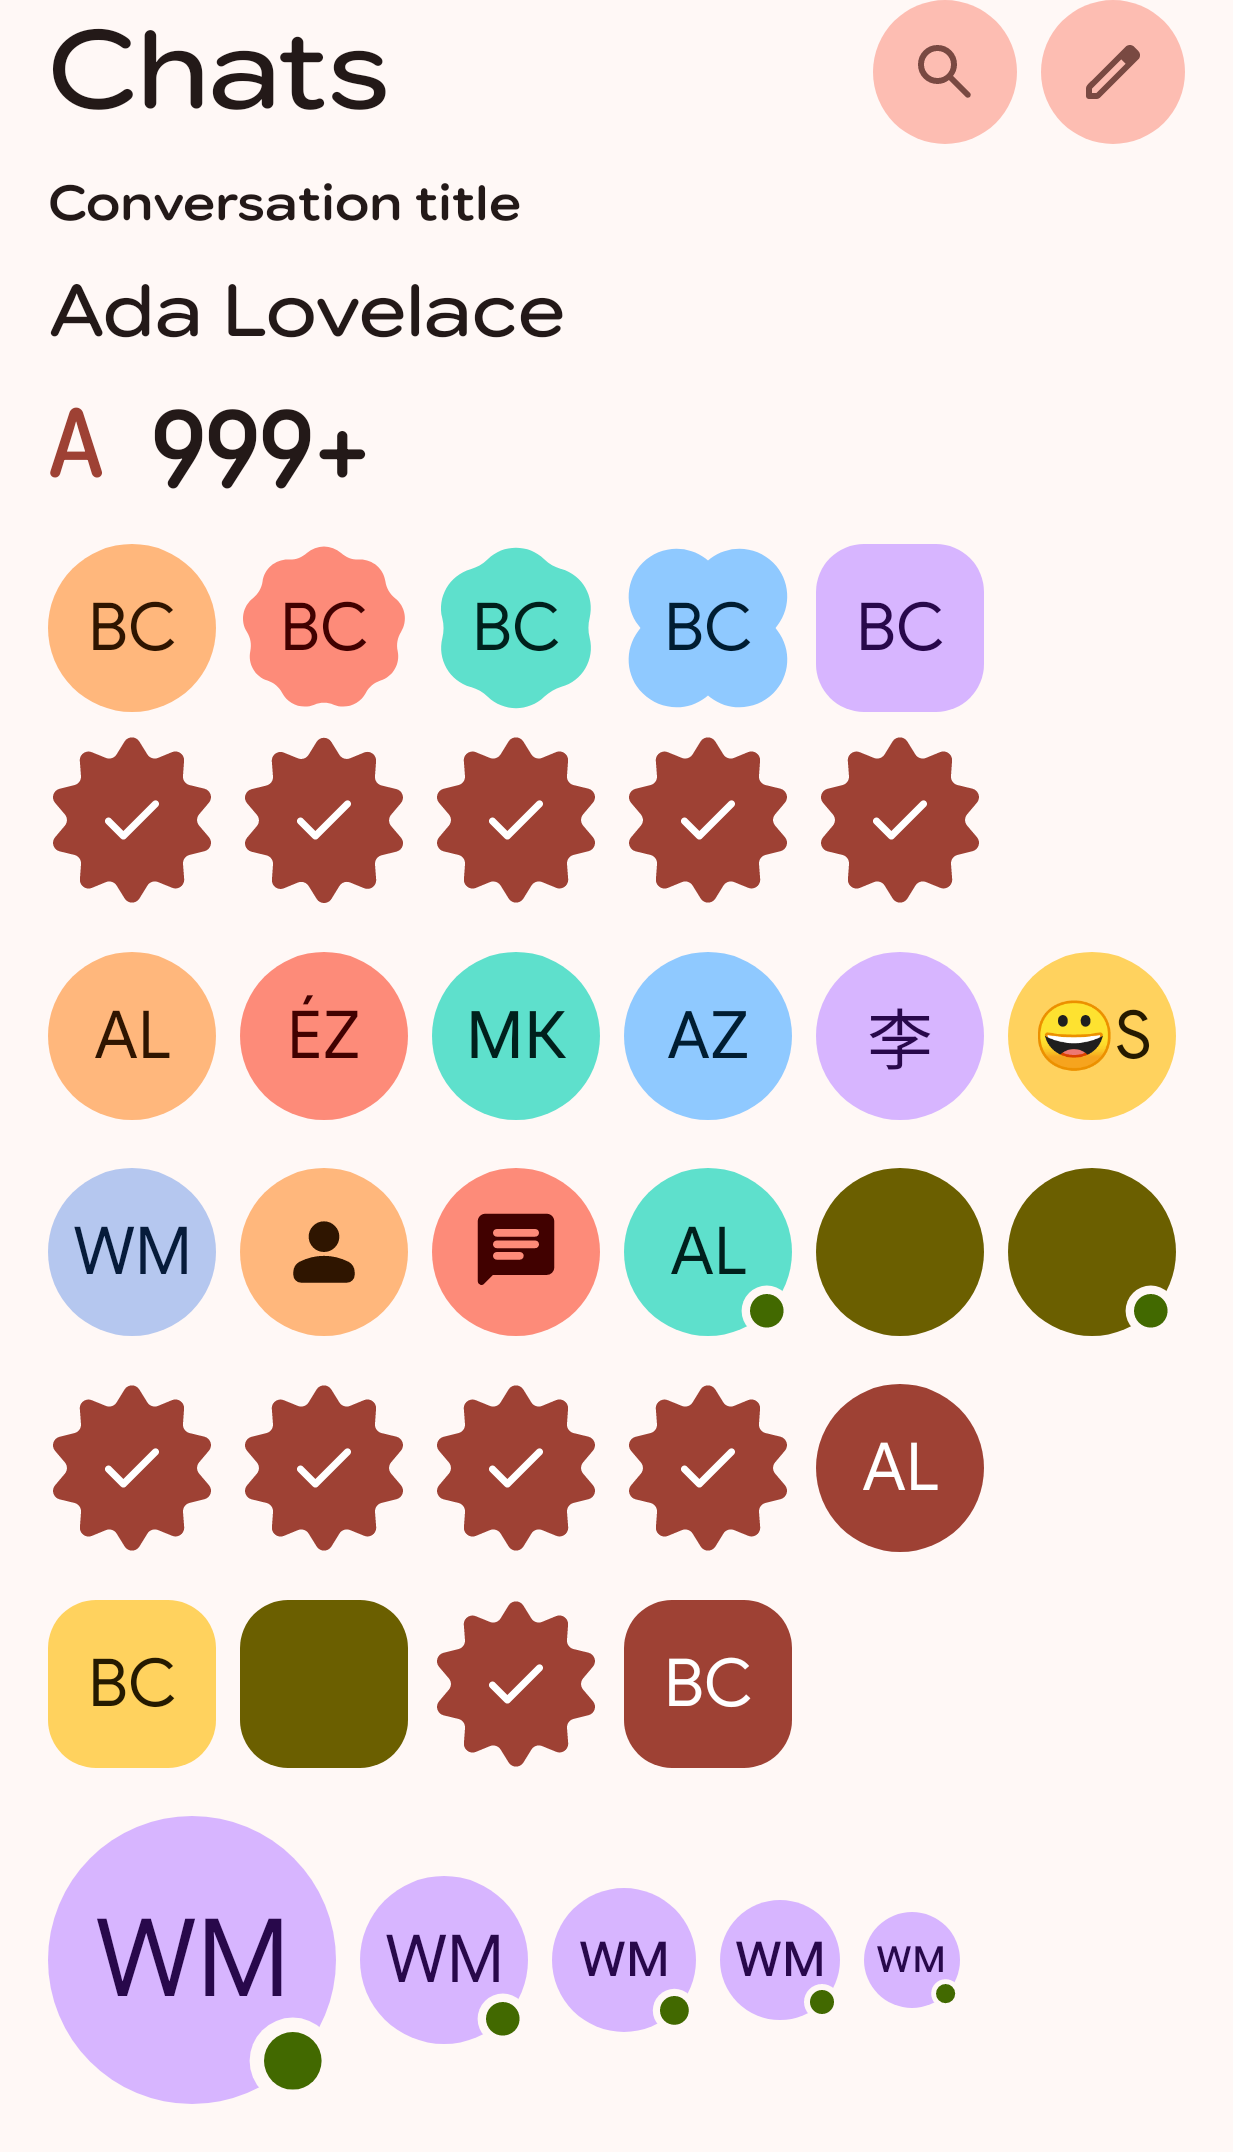 Chats
Conversation title
Ada Lovelace
A 999+
BC BC BC BC BC
AL ÉZ MK AZ 李 😀S
WM AL
AL
BC BC
WM WM WM WM WM